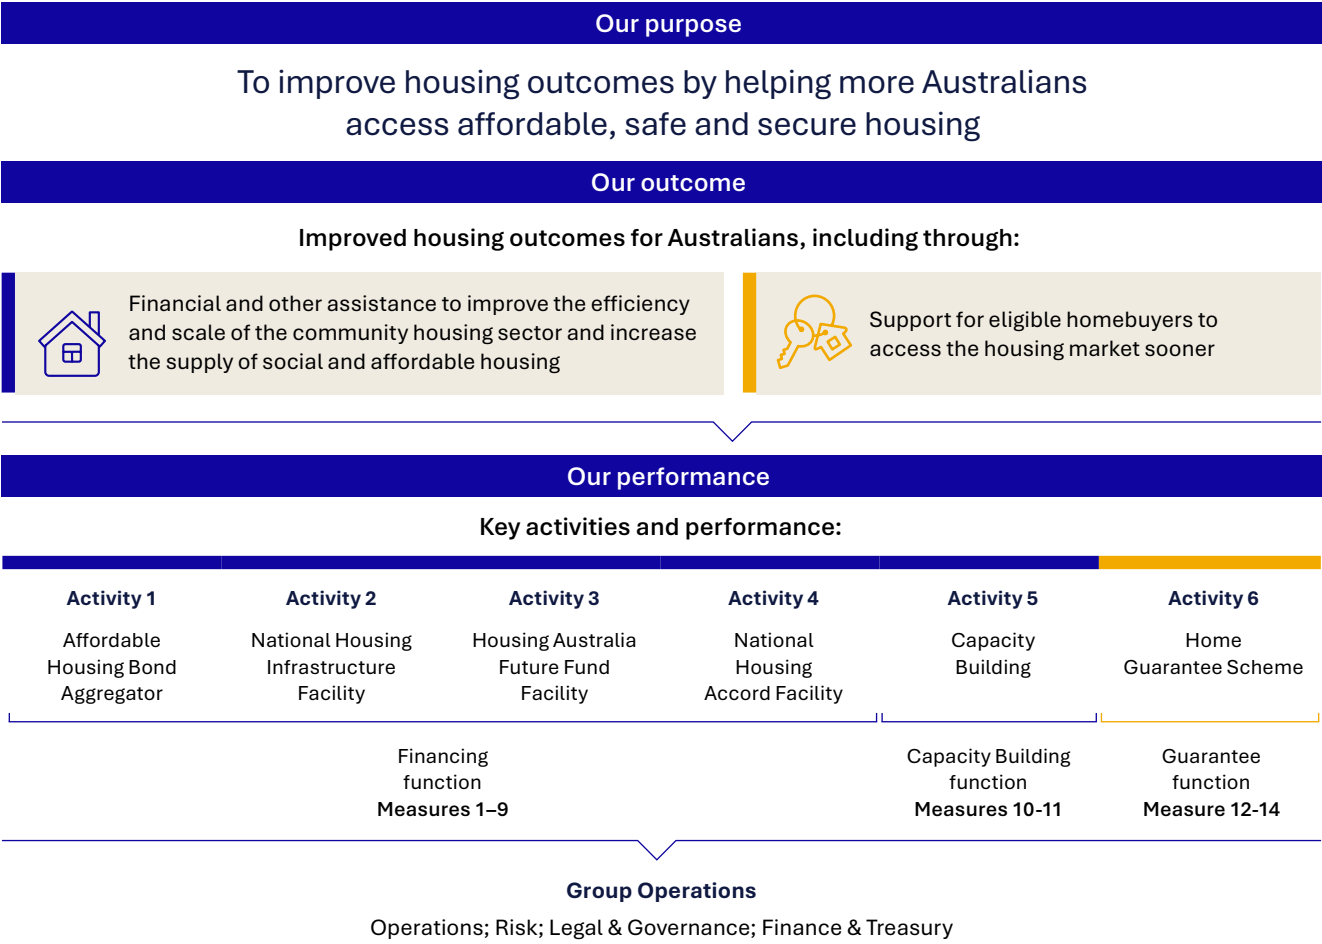 Our purpose
To improve housing outcomes by helping more Australians
access affordable, safe and secure housing
Our outcome
Improved housing outcomes for Australians, including through:
Financial and other assistance to improve the efficiency
and scale of the community housing sector and increase
the supply of social and affordable housing
Support for eligible homebuyers to
access the housing market sooner
Our performance
Key activities and performance:
Activity 1
Affordable
Housing Bond
Aggregator
Activity 2
National Housing
Infrastructure
Facility
Activity 3
Housing Australia
Future Fund
Facility
Activity 4
National
Housing
Accord Facility
Activity 5
Capacity
Building
Activity 6
Home
Guarantee Scheme
Financing
function
Measures 1–9
Capacity Building
function
Measures 10-11
Guarantee
function
Measure 12-14
Group Operations
Operations; Risk; Legal & Governance; Finance & Treasury